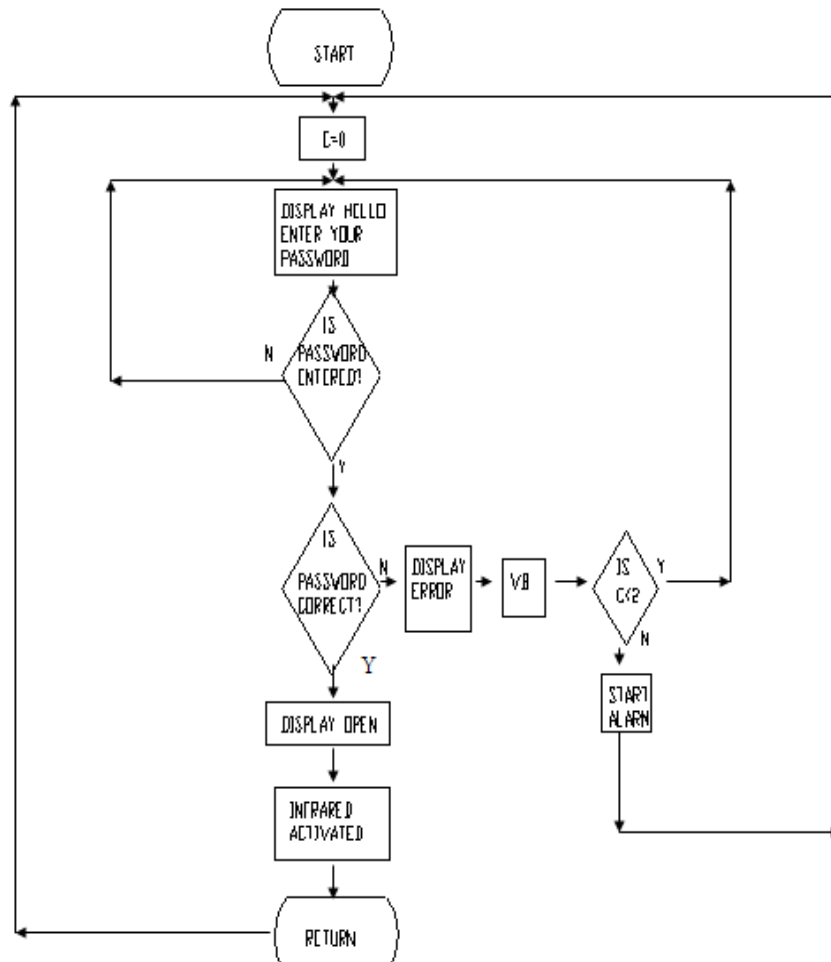 START
C=0
DISPLAY HELLO
ENTER YOUR
PASSWORD
IS
PASSWORD
ENTERED?
N
Y
IS
PASSWORD
CORRECT?
N
DISPLAY
ERROR
IS
C<2
Y
N
START
ALARM
Y
DISPLAY OPEN
INFRARED
ACTIVATED
RETURN